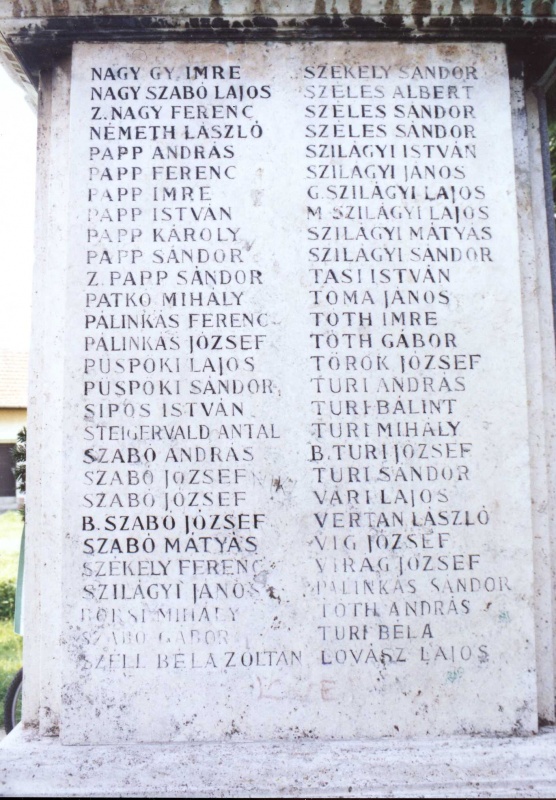 NAGY GY. IMRE
NAGY SZABÓ LAJOS
Z. NAGY FERENC
NÉMETH LÁSZLÓ
PAPP ANDRÁS
PAPP FERENC
PAPP IMRE
PAPP ISTVÁN
PAPP KÁROLY
PAPP SÁNDOR
Z. PAPP SÁNDOR
PATKÓ MIHÁLY
PÁLINKÁS FERENC
PÁLINKÁS JÓZSEF
PÜSPÖKI LAJOS
PÜSPÖKI SÁNDOR
SIPOS ISTVÁN
STEIGERVALD ANTAL
SZABÓ ANDRÁS
SZABÓ JÓZSEF
SZABÓ JÓZSEF
B. SZABÓ JÓZSEF
SZABÓ MÁTYÁS
SZÉKELY FERENC
SZILÁGYI JÁNOS
BORSI MIHÁLY
SZABÓ GÁBOR
SZÉLL BÉLA ZOLTÁN
SZÉKELY SÁNDOR
SZÉLES ALBERT
SZÉLES SÁNDOR
SZÉLES SÁNDOR
SZILÁGYI ISTVÁN
SZILÁGYI JÁNOS
G. SZILÁGYI LAJOS
M. SZILÁGYI LAJOS
SZILÁGYI MÁTYÁS
SZILÁGYI SÁNDOR
TASI ISTVÁN
TOMA JÁNOS
TÓTH IMRE
TÓTH GÁBOR
TÖRÖK JÓZSEF
TURI ANDRÁS
TURI BÁLINT
TURI MIHÁLY
B. TURI JÓZSEF
TURI SÁNDOR
VÁRI LAJOS
VERTÁN LÁSZLÓ
VÍG JÓZSEF
VIRÁG JÓZSEF
PÁLINKÁS SÁNDOR
TÓTH ANDRÁS
TURI BÉLA
LOVÁSZ LAJOS